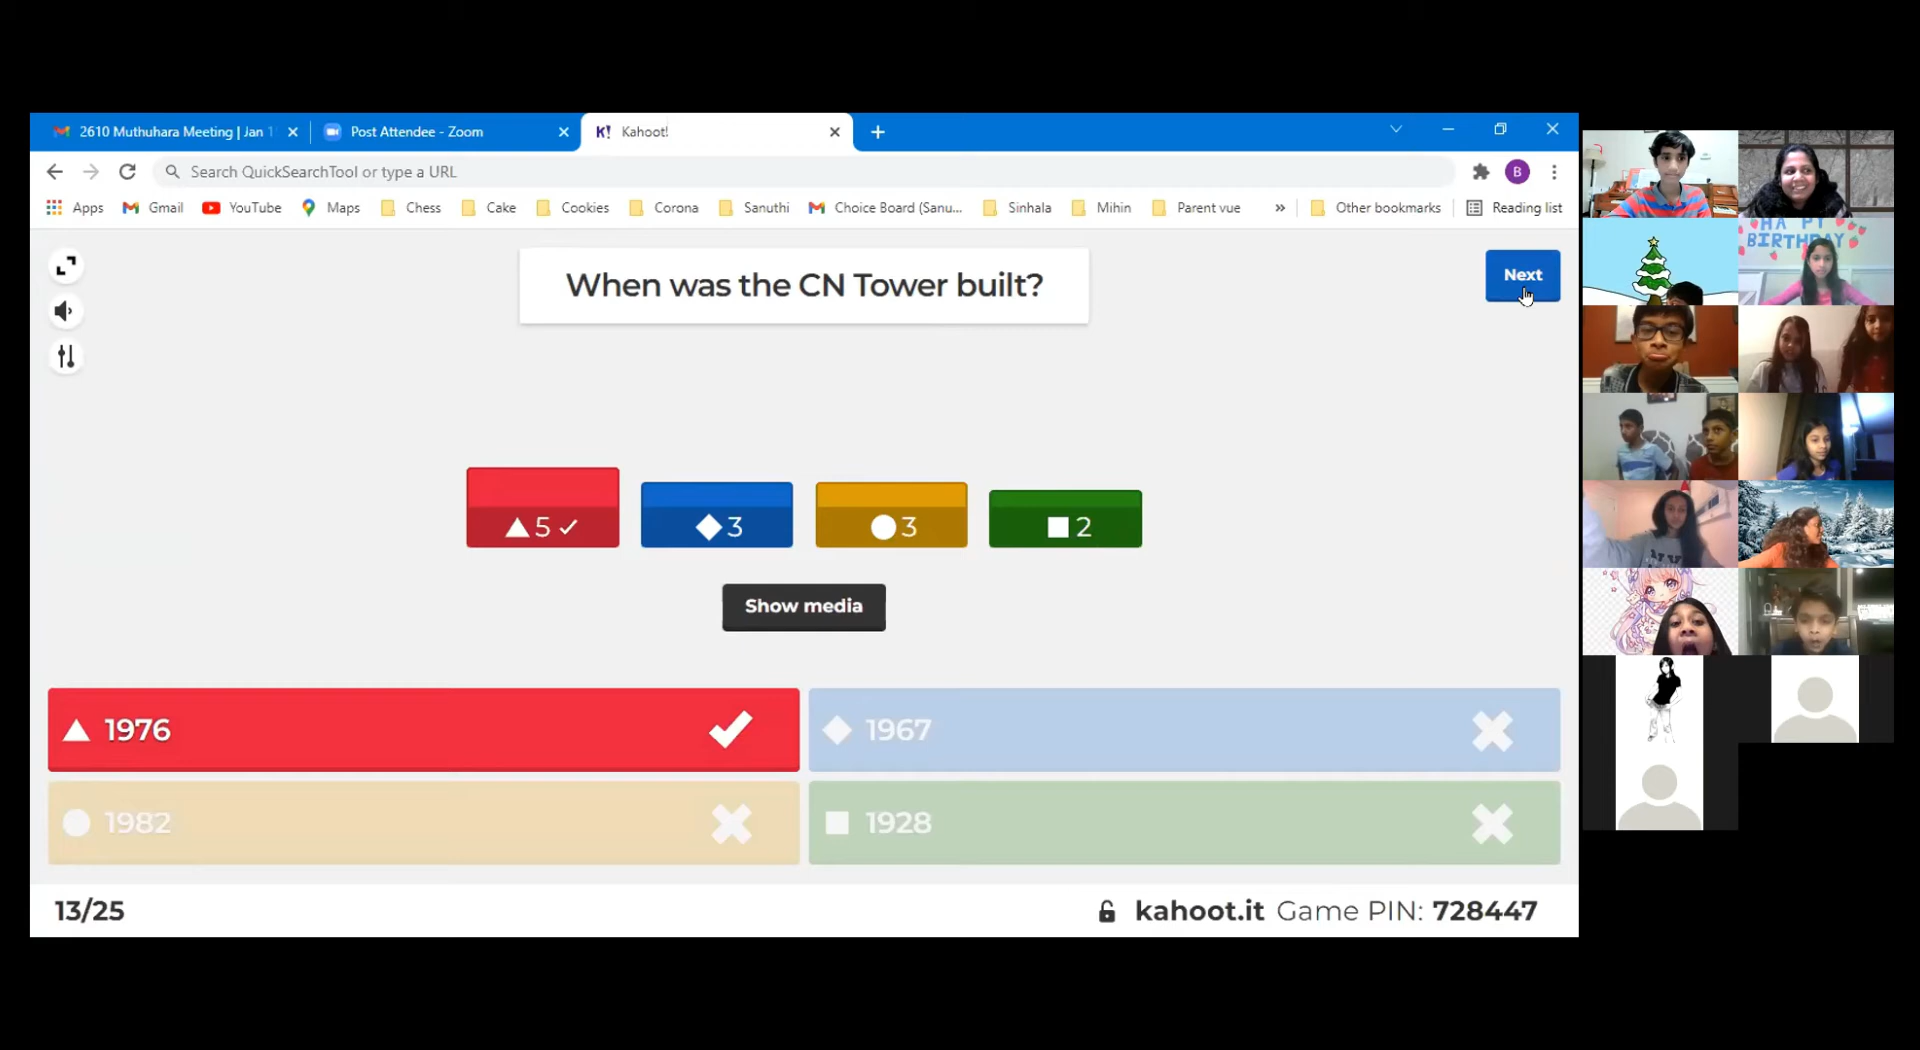 2610 Muthuhara Meeting | Jan 1
Post Attendee - Zoom
K! Kahoot!
Search QuickSearchTool or type a URL
B
Apps Gmail YouTube Maps Chess Cake Cookies Corona Sanuthi Choice Board (Sanu... Sinhala Mihin Parent vue » Other bookmarks Reading list
When was the CN Tower built?
Next
5 3 3 2
Show media
1976
1967
1982
1928
13/25
kahoot.it Game PIN: 728447
BIRTHDAY